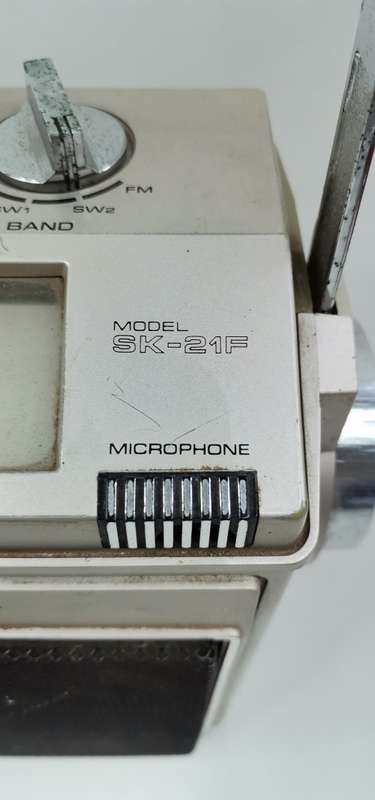 FM
SW1 SW2
BAND
MODEL
SK-21F
MICROPHONE